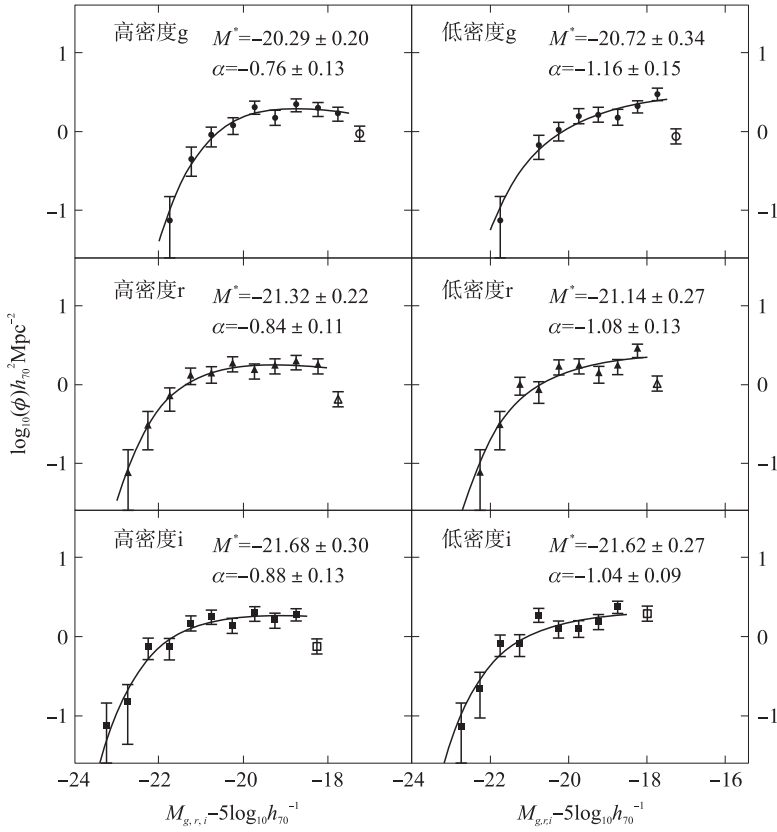 高密度g
M*=−20.29 ± 0.20
α=−0.76 ± 0.13
低密度g
M*=−20.72 ± 0.34
α=−1.16 ± 0.15
1
0
−1
1
0
−1
高密度r
M*=−21.32 ± 0.22
α=−0.84 ± 0.11
低密度r
M*=−21.14 ± 0.27
α=−1.08 ± 0.13
1
0
−1
1
0
−1
log₁₀(ϕ)h₇₀²Mpc⁻²
高密度i
M*=−21.68 ± 0.30
α=−0.88 ± 0.13
低密度i
M*=−21.62 ± 0.27
α=−1.04 ± 0.09
1
0
−1
1
0
−1
−24 −22 −20 −18 −22 −20 −18 −16
−24
M g, r, i−5log₁₀h₇₀⁻¹
M g,r,i−5log₁₀h₇₀⁻¹